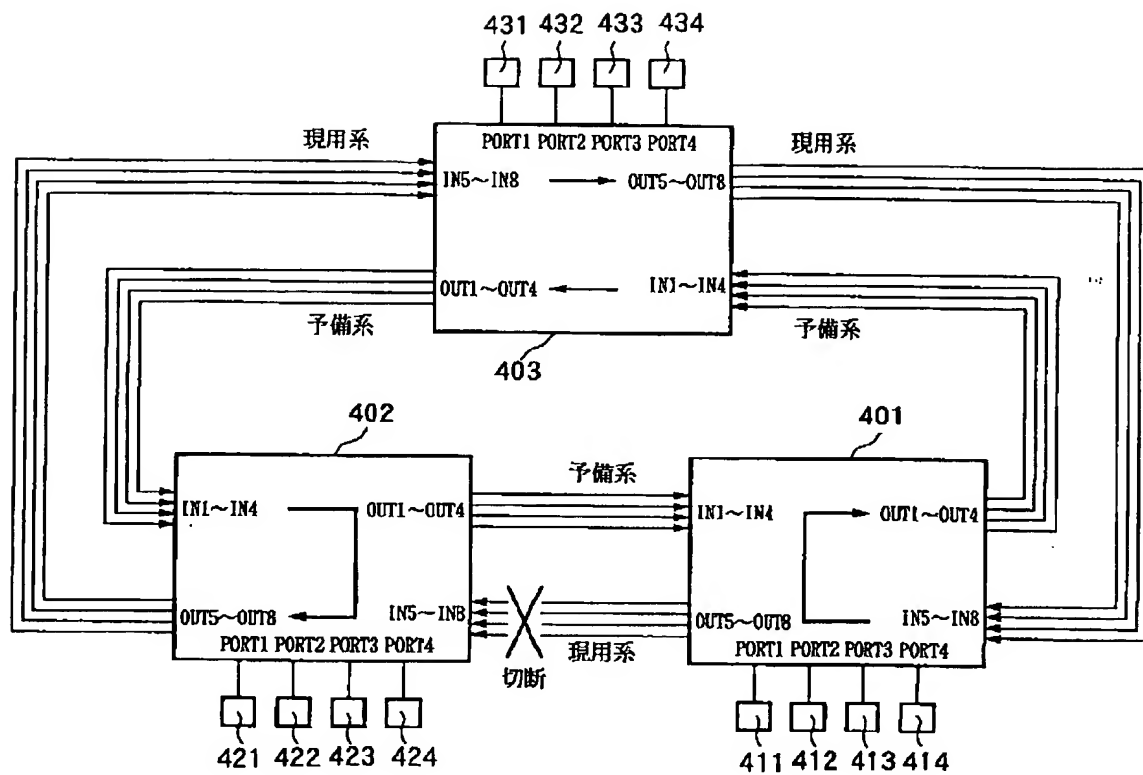 431 432 433 434
現用系 PORT1 PORT2 PORT3 PORT4 現用系
IN5～IN8 OUT5～OUT8
OUT1～OUT4 IN1～IN4
予備系 予備系
403
402 401
予備系
IN1～IN4 OUT1～OUT4 IN1～IN4 OUT1～OUT4
OUT5～OUT8 IN5～IN8 OUT5～OUT8 IN5～IN8
PORT1 PORT2 PORT3 PORT4 切断 現用系 PORT1 PORT2 PORT3 PORT4
421 422 423 424 411 412 413 414